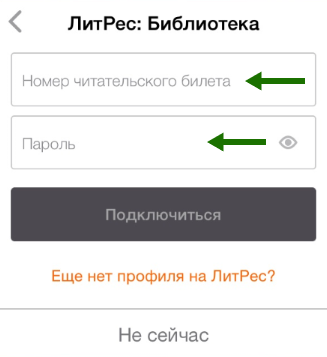 ЛитРес: Библиотека
Номер читательского билета
Пароль
Подключиться
Еще нет профиля на ЛитРес?
Не сейчас